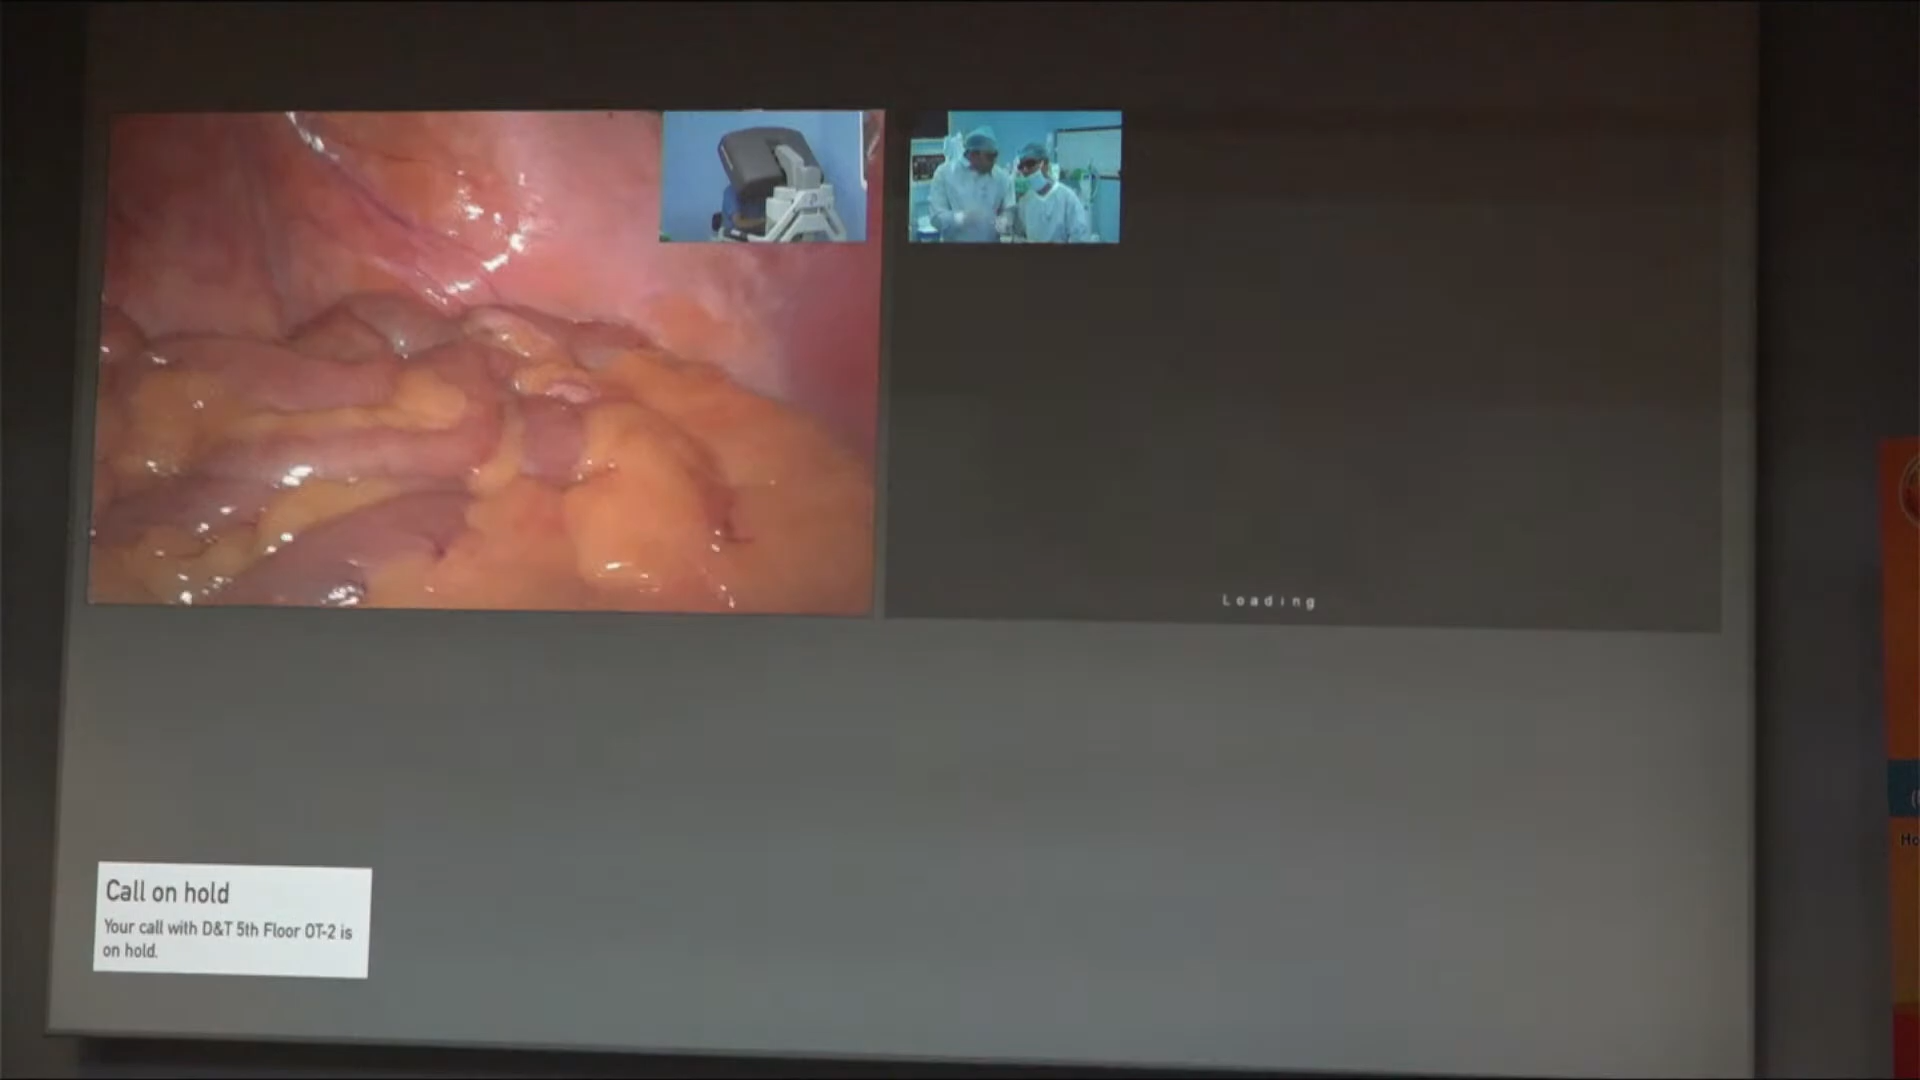 Loading
Call on hold
Your call with D&T 5th Floor OT-2 is
on hold.